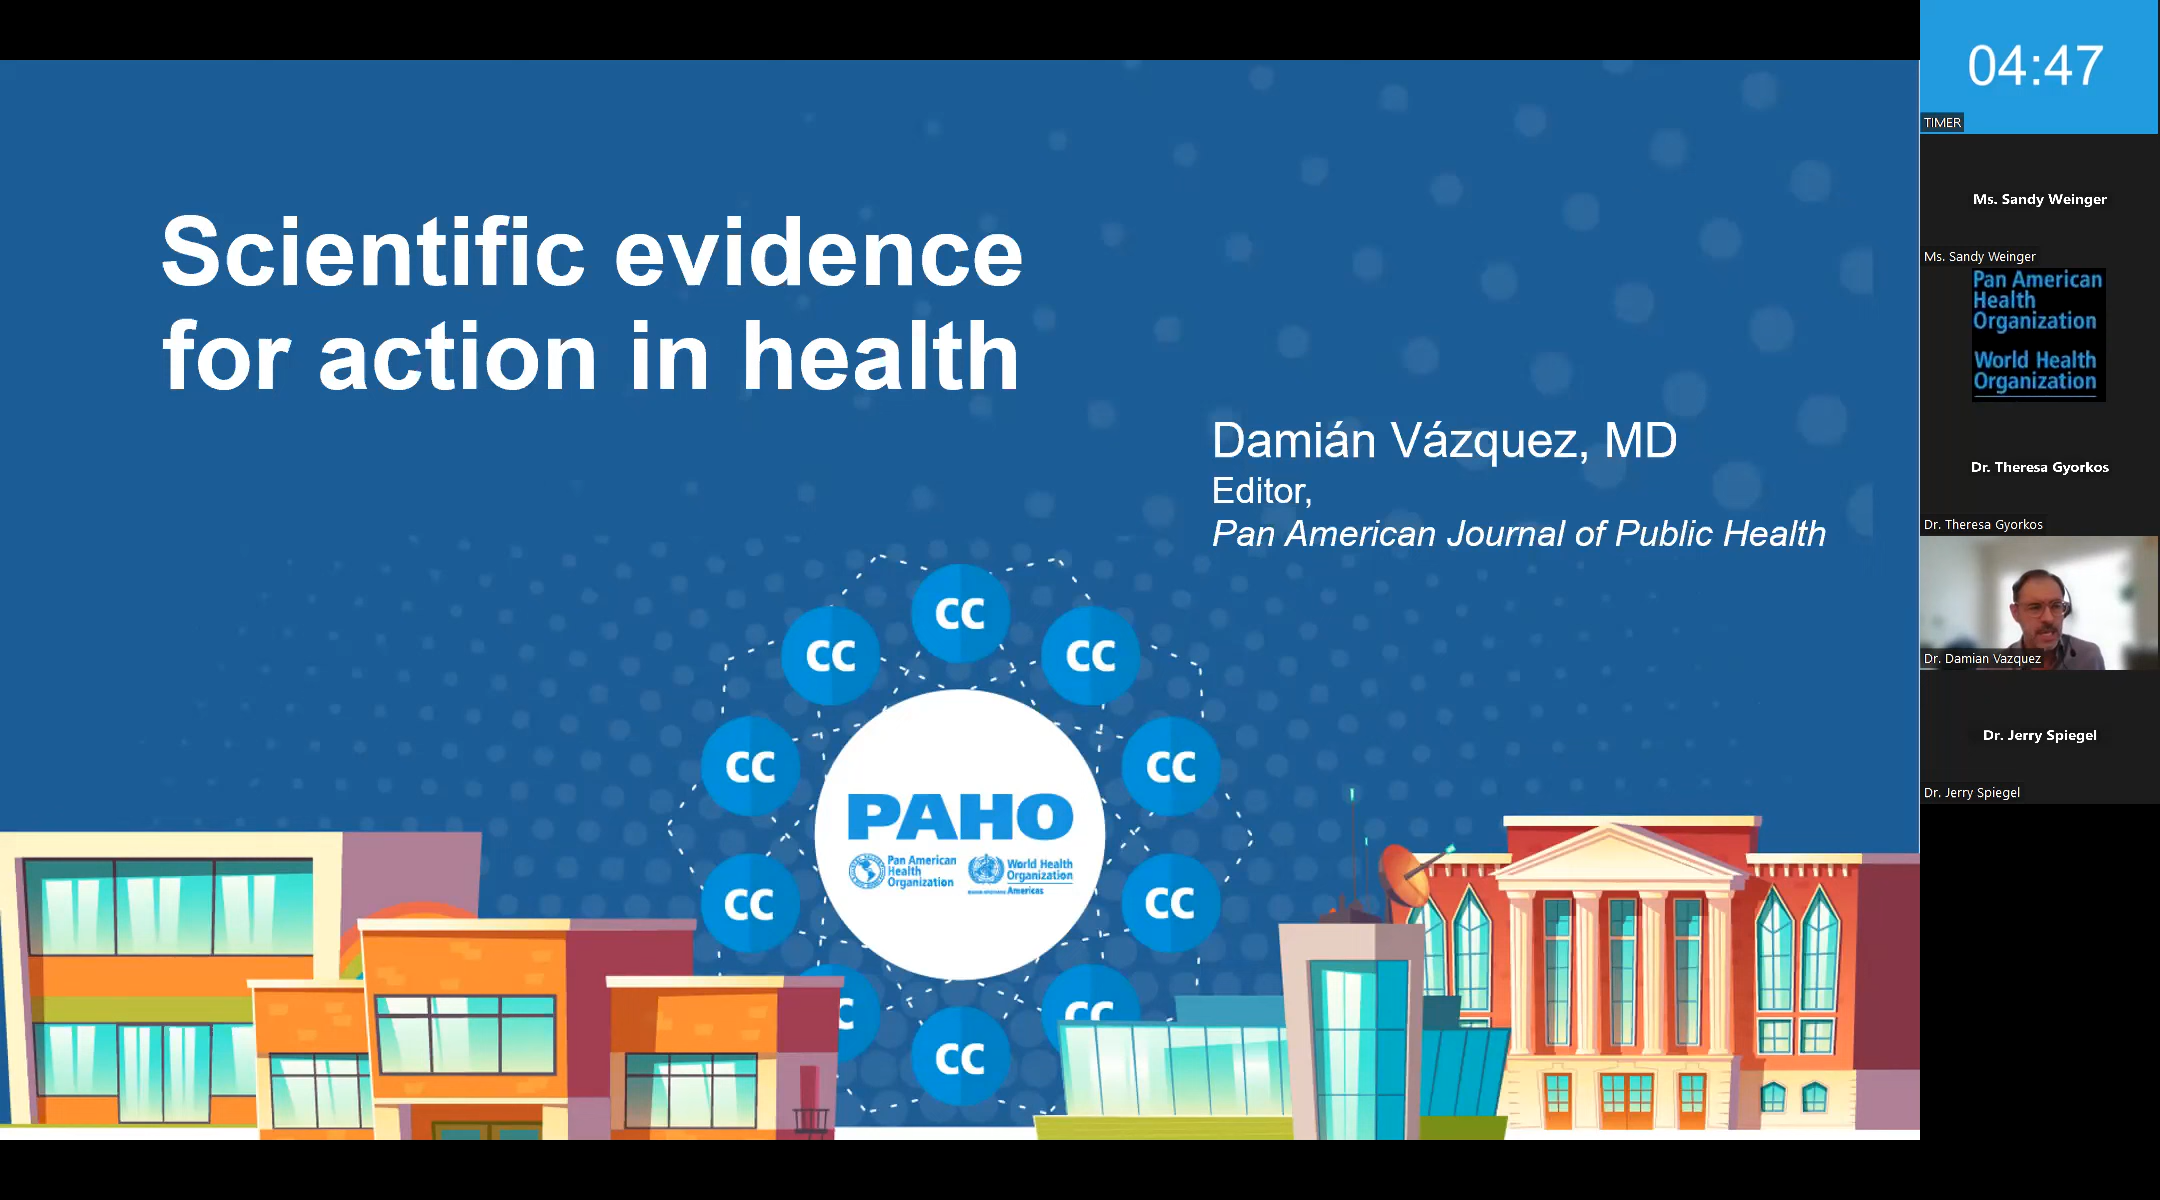 Scientific evidence
for action in health
Damián Vázquez, MD
Editor,
Pan American Journal of Public Health
CC
CC
CC
CC
CC
CC
CC
CC
CC
PAHO
Pan American
Health
Organization
World Health
Organization
Americas
04:47
TIMER
Ms. Sandy Weinger
Ms. Sandy Weinger
Pan American
Health
Organization
World Health
Organization
Dr. Theresa Gyorkos
Dr. Theresa Gyorkos
Dr. Damian Vazquez
Dr. Jerry Spiegel
Dr. Jerry Spiegel